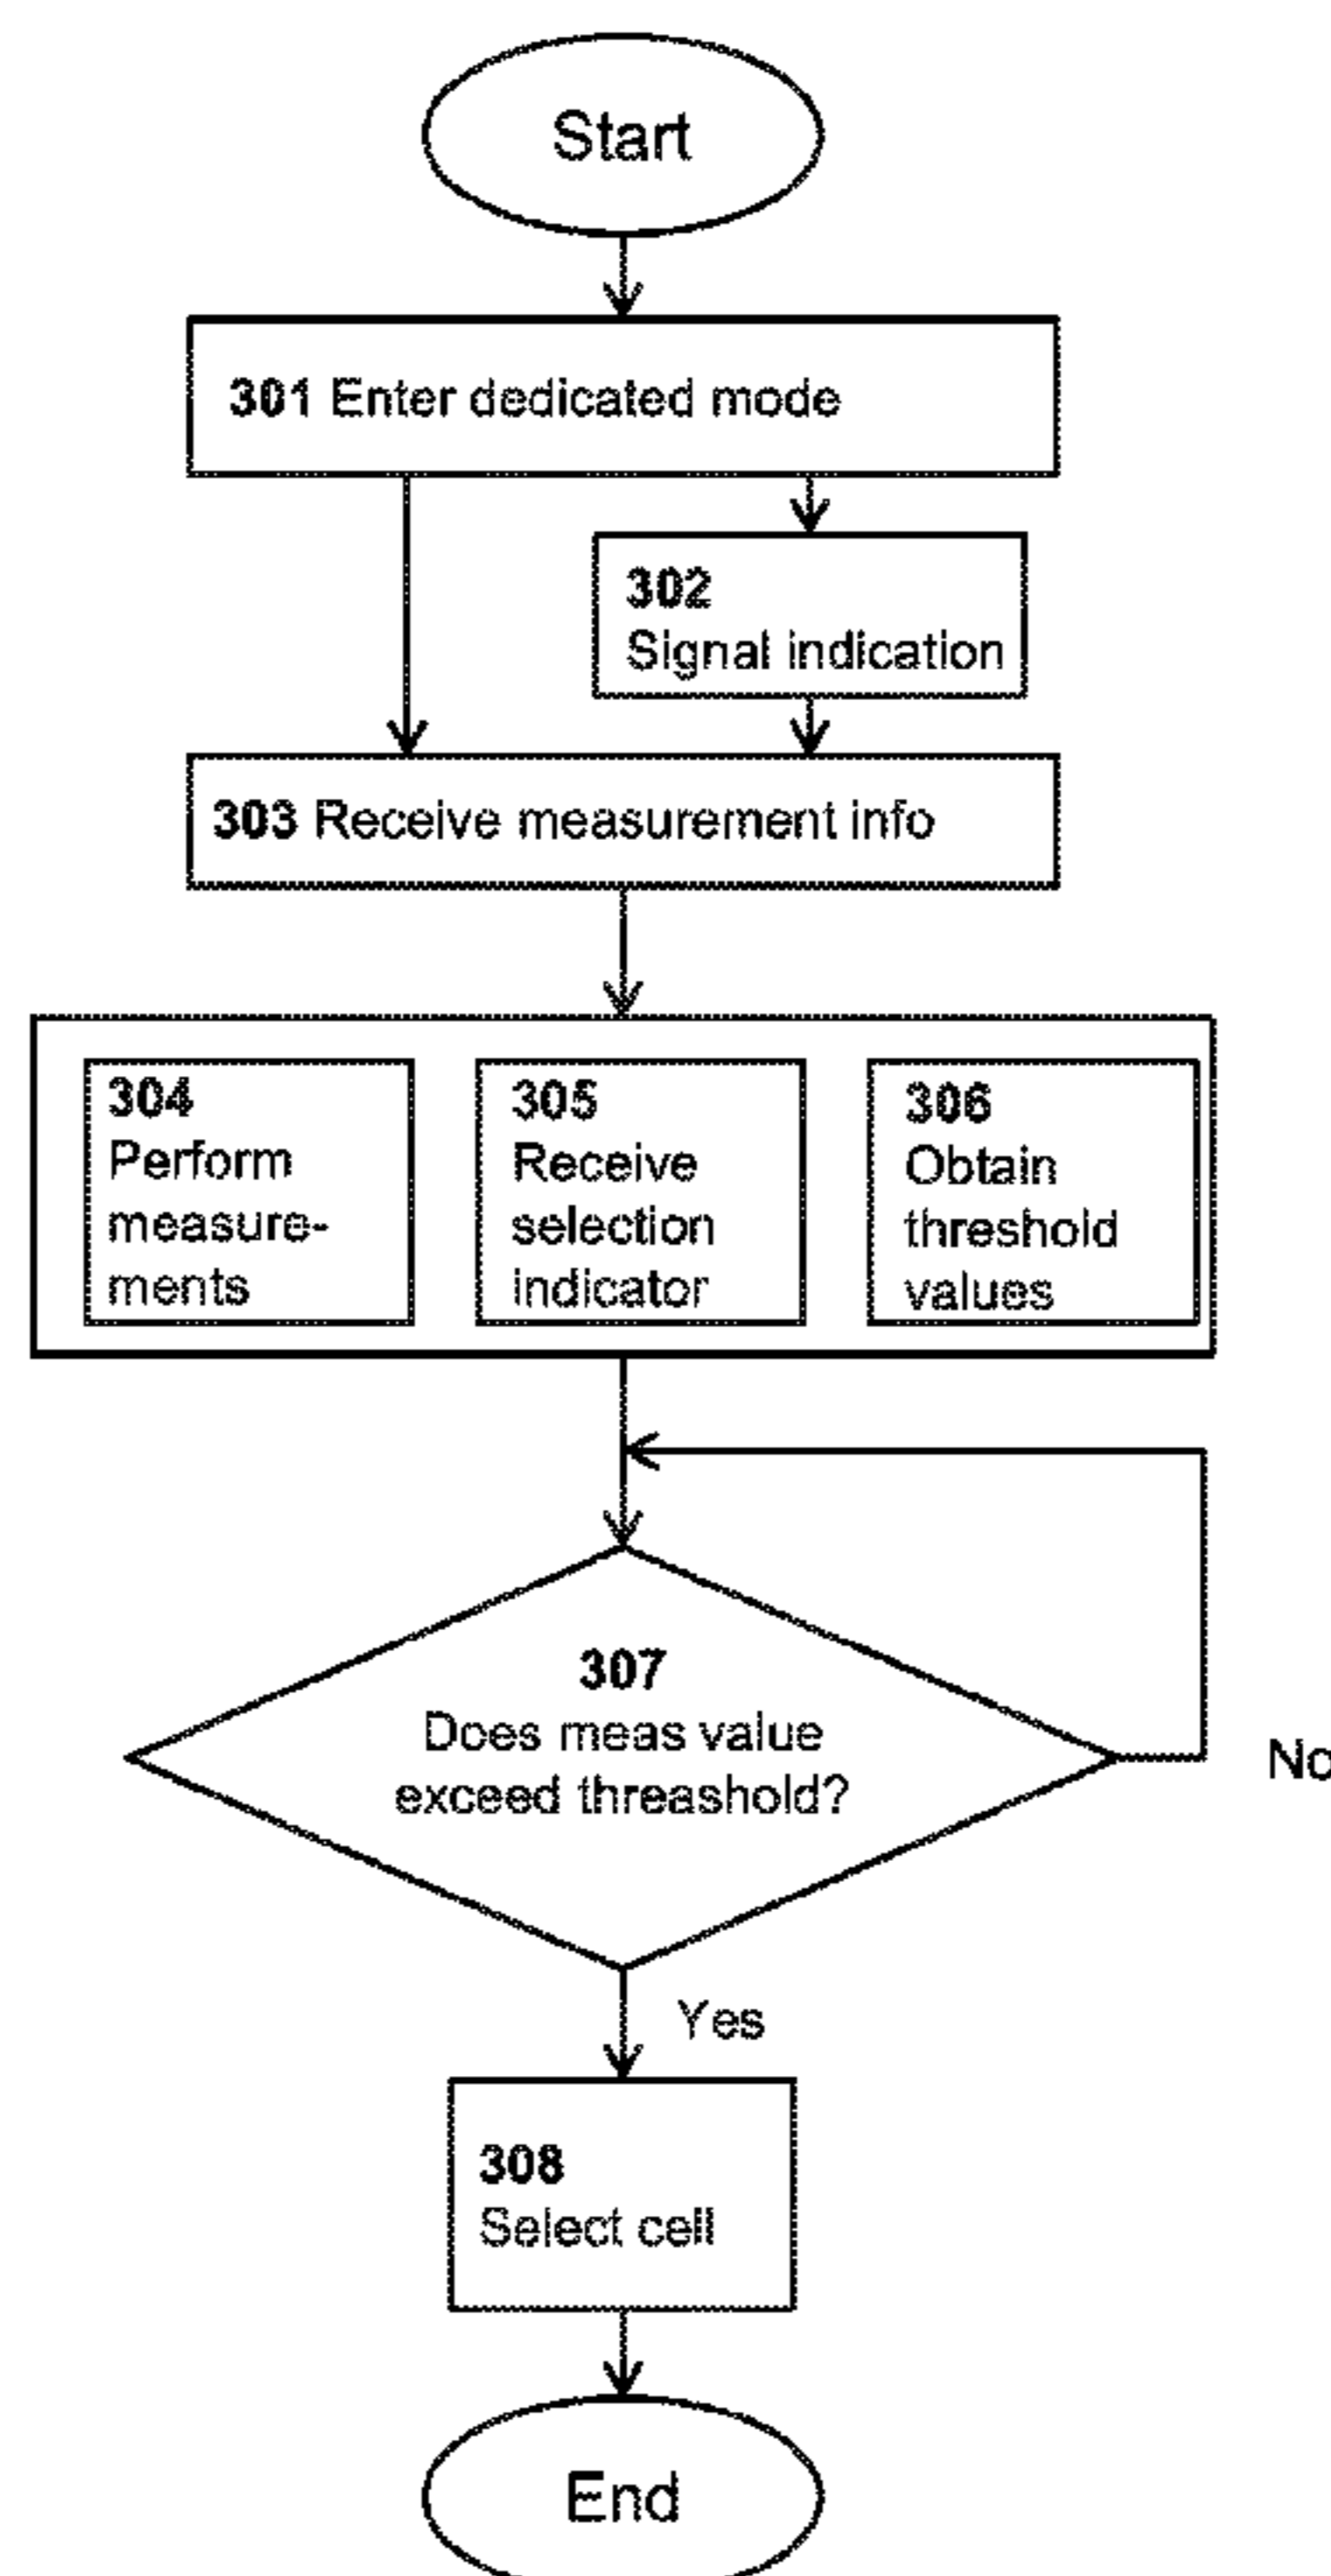 Start
301 Enter dedicated mode
302
Signal indication
303 Receive measurement info
304
Perform
measure-
ments
305
Receive
selection
indicator
306
Obtain
threshold
values
307
Does meas value
exceed threashold?
No
Yes
308
Select cell
End